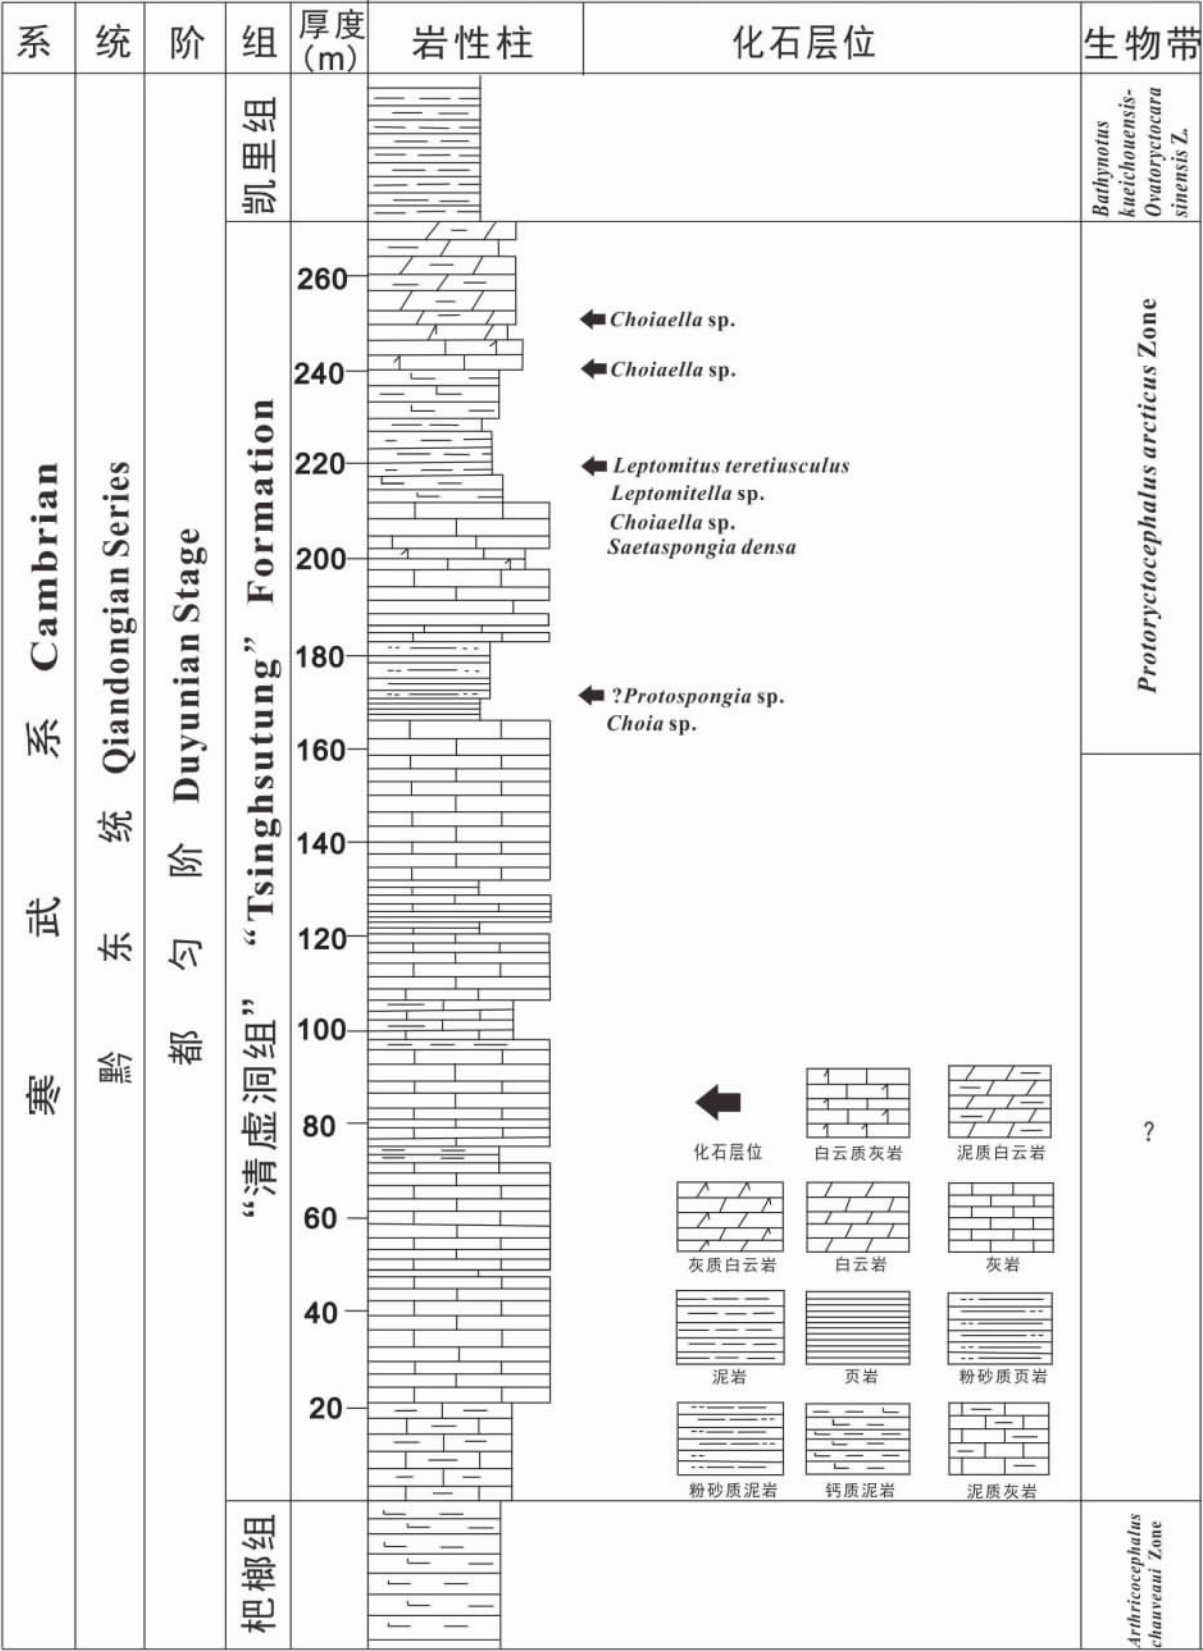 系
统
阶
组
厚度
(m)
岩性柱
化石层位
生物带
寒武系 Cambrian
黔东统 Qiandongian Series
都匀阶 Duyunian Stage
凯里组
“清虚洞组” “Tsinghsutung” Formation
杷榔组
260
240
220
200
180
160
140
120
100
80
60
40
20
Choiaella sp.
Choiaella sp.
Leptomitus teretiusculus
Leptomitella sp.
Choiaella sp.
Saetaspongia densa
?Protospongia sp.
Choia sp.
Bathynotus
kueichouensis-
Ovatoryctocara
sinensis Z.
Protoryctocephalus arcticus Zone
?
Arthricocephalus
chauveaui Zone
化石层位
白云质灰岩
泥质白云岩
灰质白云岩
白云岩
灰岩
泥岩
页岩
粉砂质页岩
粉砂质泥岩
钙质泥岩
泥质灰岩